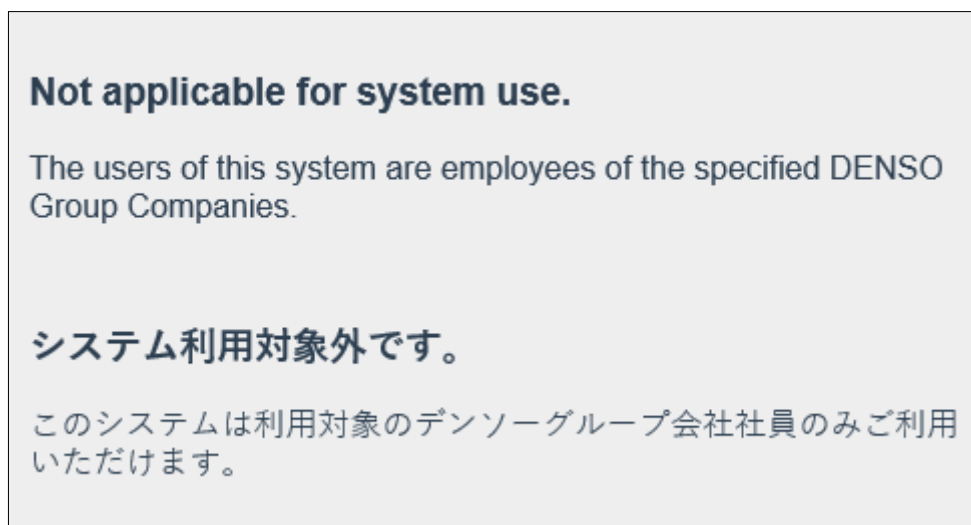 Not applicable for system use.
The users of this system are employees of the specified DENSO
Group Companies.
システム利用対象外です。
このシステムは利用対象のデンソーグループ会社社員のみご利用
いただけます。